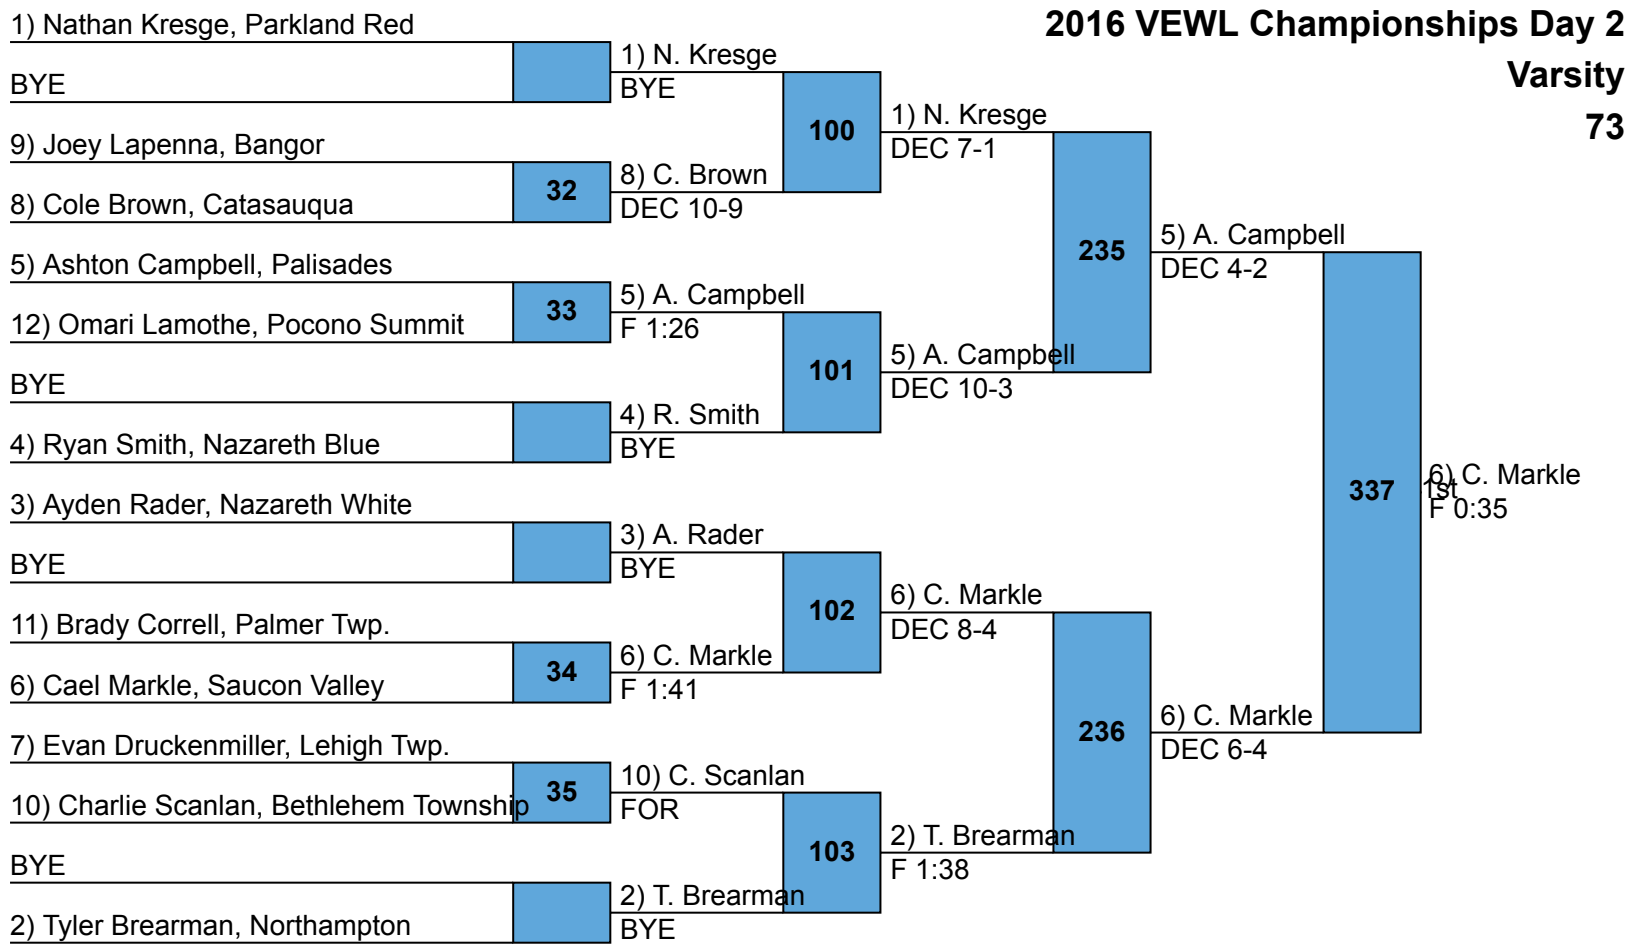 2016 VEWL Championships Day 2
Varsity
73
1) Nathan Kresge, Parkland Red
BYE
9) Joey Lapenna, Bangor
8) Cole Brown, Catasauqua
5) Ashton Campbell, Palisades
12) Omari Lamothe, Pocono Summit
BYE
4) Ryan Smith, Nazareth Blue
3) Ayden Rader, Nazareth White
BYE
11) Brady Correll, Palmer Twp.
6) Cael Markle, Saucon Valley
7) Evan Druckenmiller, Lehigh Twp.
10) Charlie Scanlan, Bethlehem Township
BYE
2) Tyler Brearman, Northampton
32
33
34
35
1) N. Kresge
BYE
8) C. Brown
DEC 10-9
5) A. Campbell
F 1:26
4) R. Smith
BYE
3) A. Rader
BYE
6) C. Markle
F 1:41
10) C. Scanlan
FOR
2) T. Brearman
BYE
100
101
102
103
1) N. Kresge
DEC 7-1
5) A. Campbell
DEC 10-3
6) C. Markle
DEC 8-4
2) T. Brearman
F 1:38
235
236
5) A. Campbell
DEC 4-2
6) C. Markle
DEC 6-4
337
6) C. Markle
1st
F 0:35